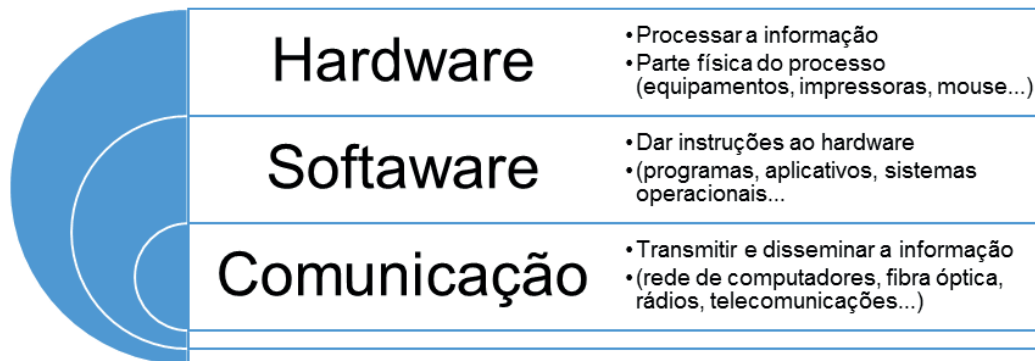 Hardware
•Processar a informação
•Parte física do processo
(equipamentos, impressoras, mouse...)
Softaware
•Dar instruções ao hardware
•(programas, aplicativos, sistemas
operacionais...
Comunicação
•Transmitir e disseminar a informação
•(rede de computadores, fibra óptica,
rádios, telecomunicações...)